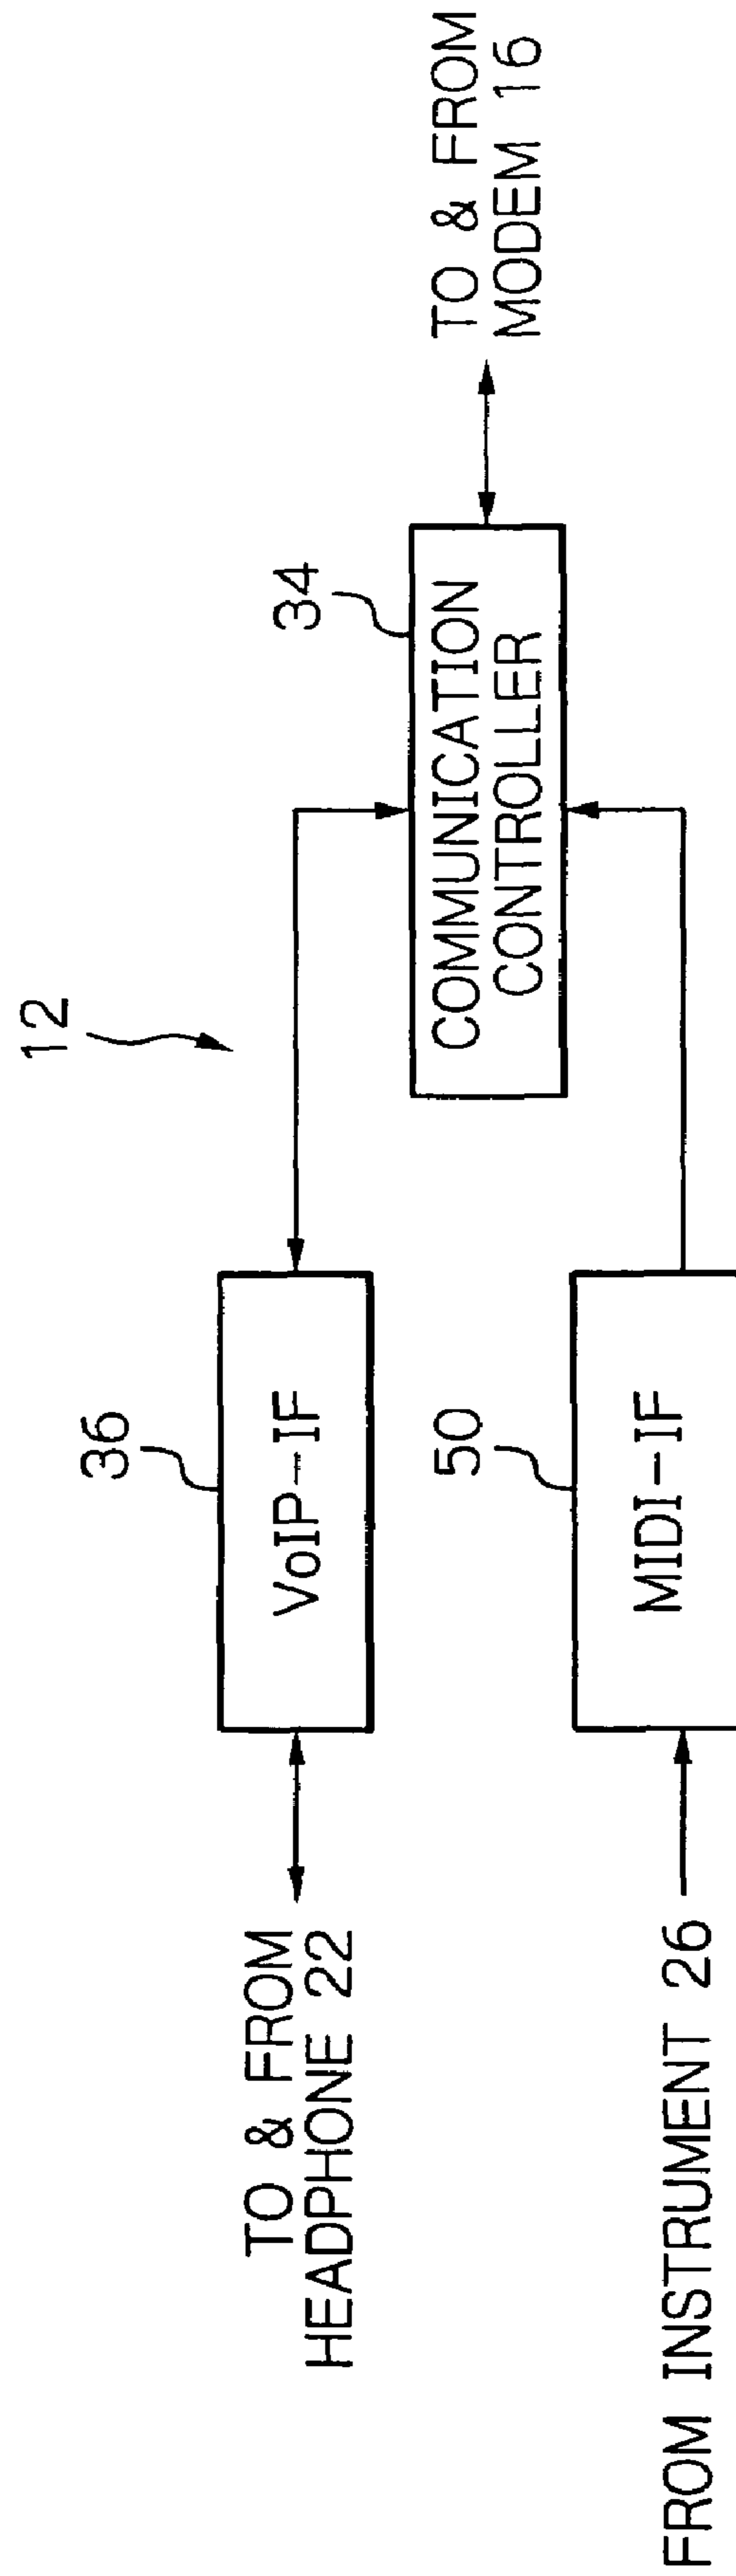 12
36
VoIP-IF
TO & FROM
HEADPHONE 22
34
COMMUNICATION
CONTROLLER
TO & FROM
MODEM 16
50
MIDI-IF
FROM INSTRUMENT 26